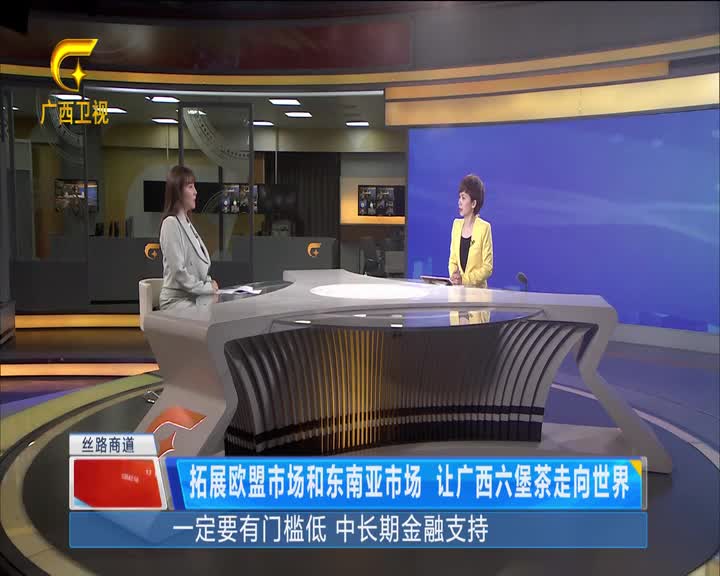 广西卫视
丝路商道
拓展欧盟市场和东南亚市场 让广西六堡茶走向世界
一定要有门槛低 中长期金融支持